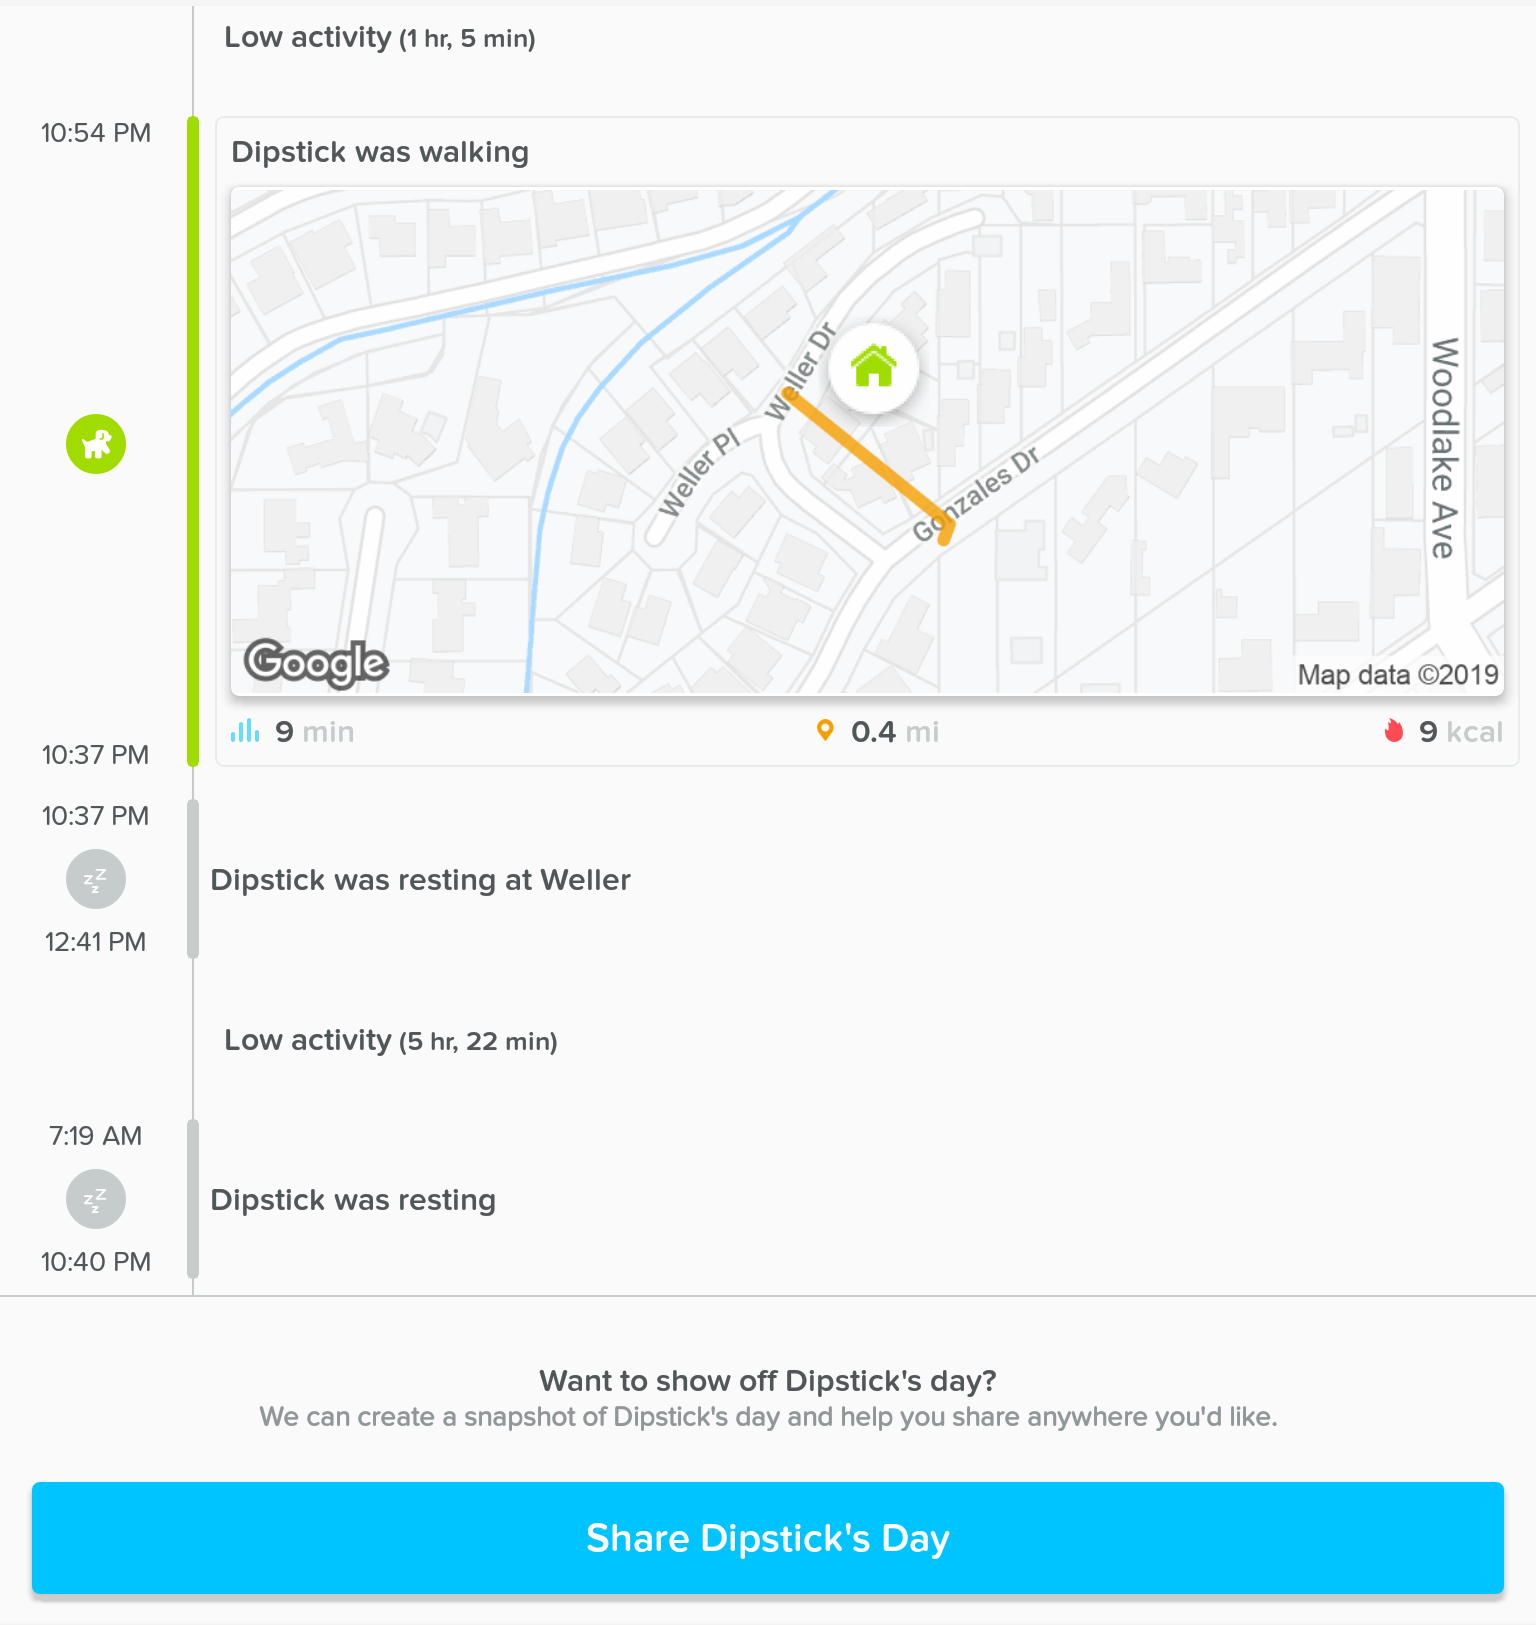 Low activity (1 hr, 5 min)
10:54 PM
Dipstick was walking
Weller Dr
Weller Pl
Gonzales Dr
Woodlake Ave
Google
Map data ©2019
9 min
0.4 mi
9 kcal
10:37 PM
10:37 PM
zzz
Dipstick was resting at Weller
12:41 PM
Low activity (5 hr, 22 min)
7:19 AM
zzz
Dipstick was resting
10:40 PM
Want to show off Dipstick's day?
We can create a snapshot of Dipstick's day and help you share anywhere you'd like.
Share Dipstick's Day